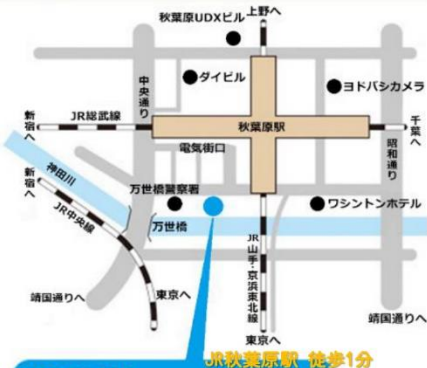 上野へ
秋葉原UDXビル
中央通り
ダイビル
ヨドバシカメラ
新宿へ
JR総武線
秋葉原駅
千葉へ
電気街口
昭和通り
新宿へ
神田川
JR中央線
万世橋警察署
万世橋
ワシントンホテル
JR山手・京浜東北線
靖国通りへ
東京へ
靖国通りへ
東京へ
JR秋葉原駅 徒歩1分